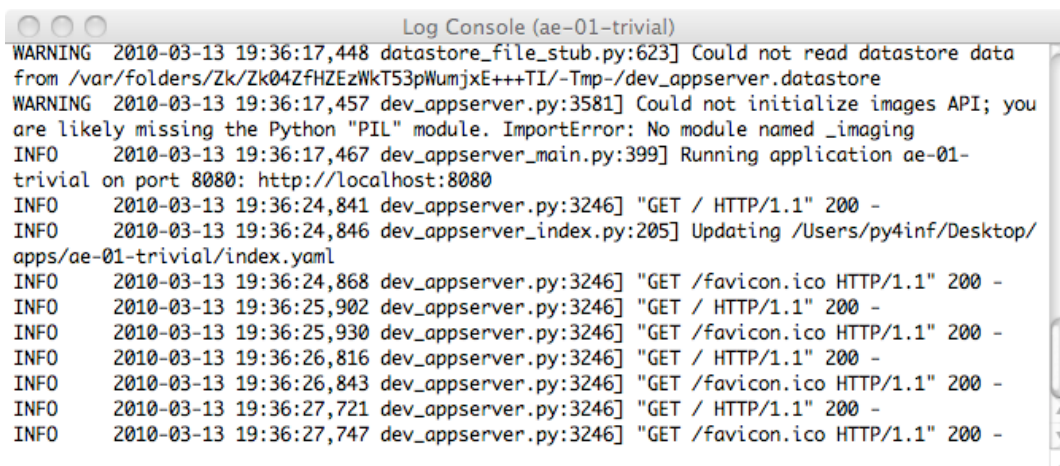 Log Console (ae-01-trivial)
WARNING  2010-03-13 19:36:17,448 datastore_file_stub.py:623] Could not read datastore data
from /var/folders/Zk/Zk04ZfHZEzWkT53pWumjxE+++TI/-Tmp-/dev_appserver.datastore
WARNING  2010-03-13 19:36:17,457 dev_appserver.py:3581] Could not initialize images API; you
are likely missing the Python "PIL" module. ImportError: No module named _imaging
INFO     2010-03-13 19:36:17,467 dev_appserver_main.py:399] Running application ae-01-
trivial on port 8080: http://localhost:8080
INFO     2010-03-13 19:36:24,841 dev_appserver.py:3246] "GET / HTTP/1.1" 200 -
INFO     2010-03-13 19:36:24,846 dev_appserver_index.py:205] Updating /Users/py4inf/Desktop/
apps/ae-01-trivial/index.yaml
INFO     2010-03-13 19:36:24,868 dev_appserver.py:3246] "GET /favicon.ico HTTP/1.1" 200 -
INFO     2010-03-13 19:36:25,902 dev_appserver.py:3246] "GET / HTTP/1.1" 200 -
INFO     2010-03-13 19:36:25,930 dev_appserver.py:3246] "GET /favicon.ico HTTP/1.1" 200 -
INFO     2010-03-13 19:36:26,816 dev_appserver.py:3246] "GET / HTTP/1.1" 200 -
INFO     2010-03-13 19:36:26,843 dev_appserver.py:3246] "GET /favicon.ico HTTP/1.1" 200 -
INFO     2010-03-13 19:36:27,721 dev_appserver.py:3246] "GET / HTTP/1.1" 200 -
INFO     2010-03-13 19:36:27,747 dev_appserver.py:3246] "GET /favicon.ico HTTP/1.1" 200 -